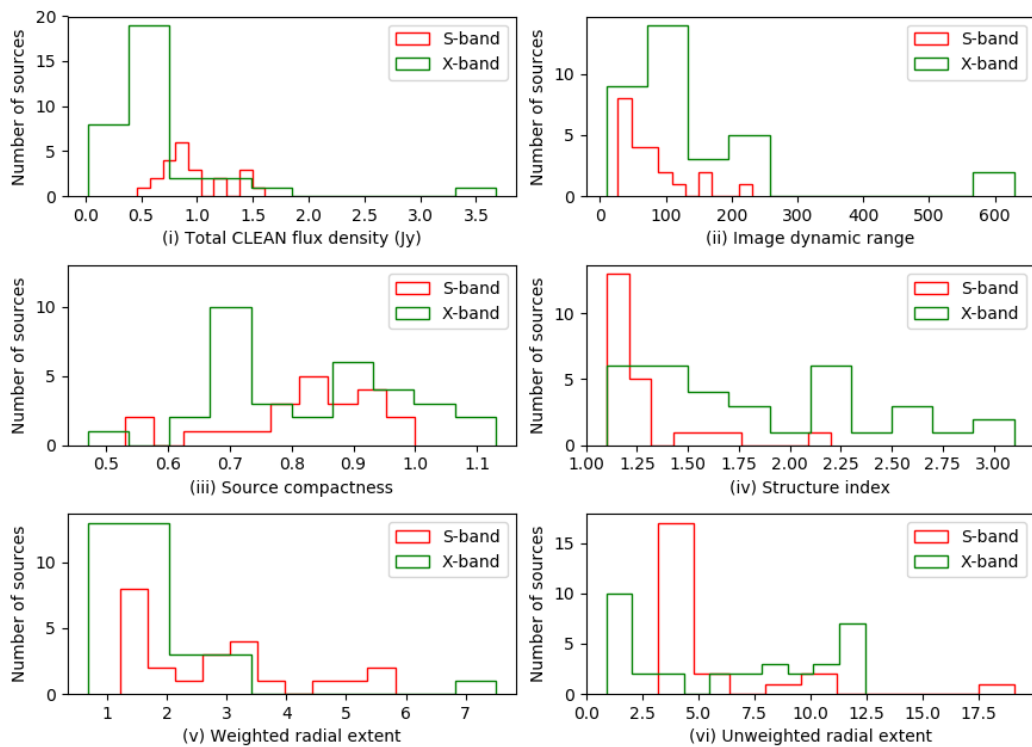 20
15
10
5
0
Number of sources
S-band
X-band
0.0 0.5 1.0 1.5 2.0 2.5 3.0 3.5
(i) Total CLEAN flux density (Jy)
10
5
0
Number of sources
S-band
X-band
0 100 200 300 400 500 600
(ii) Image dynamic range
10
5
0
Number of sources
S-band
X-band
0.5 0.6 0.7 0.8 0.9 1.0 1.1
(iii) Source compactness
10
5
0
Number of sources
S-band
X-band
1.00 1.25 1.50 1.75 2.00 2.25 2.50 2.75 3.00
(iv) Structure index
10
5
0
Number of sources
S-band
X-band
1 2 3 4 5 6 7
(v) Weighted radial extent
15
10
5
0
Number of sources
S-band
X-band
0.0 2.5 5.0 7.5 10.0 12.5 15.0 17.5
(vi) Unweighted radial extent